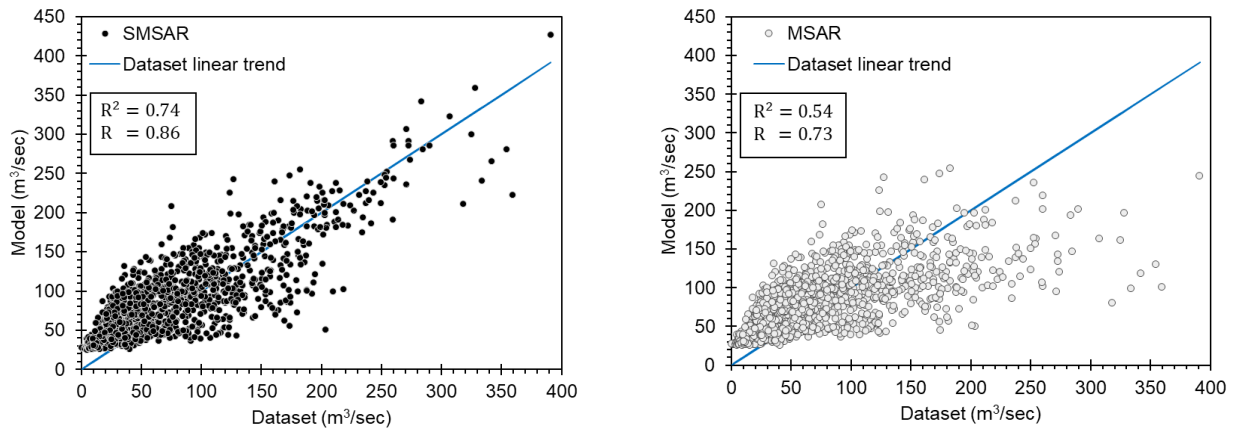 450
400
350
300
250
200
150
100
50
0
Model (m³/sec)
SMSAR
Dataset linear trend
R² = 0.74
R = 0.86
0 50 100 150 200 250 300 350 400
Dataset (m³/sec)
450
400
350
300
250
200
150
100
50
0
Model (m³/sec)
MSAR
Dataset linear trend
R² = 0.54
R = 0.73
0 50 100 150 200 250 300 350 400
Dataset (m³/sec)